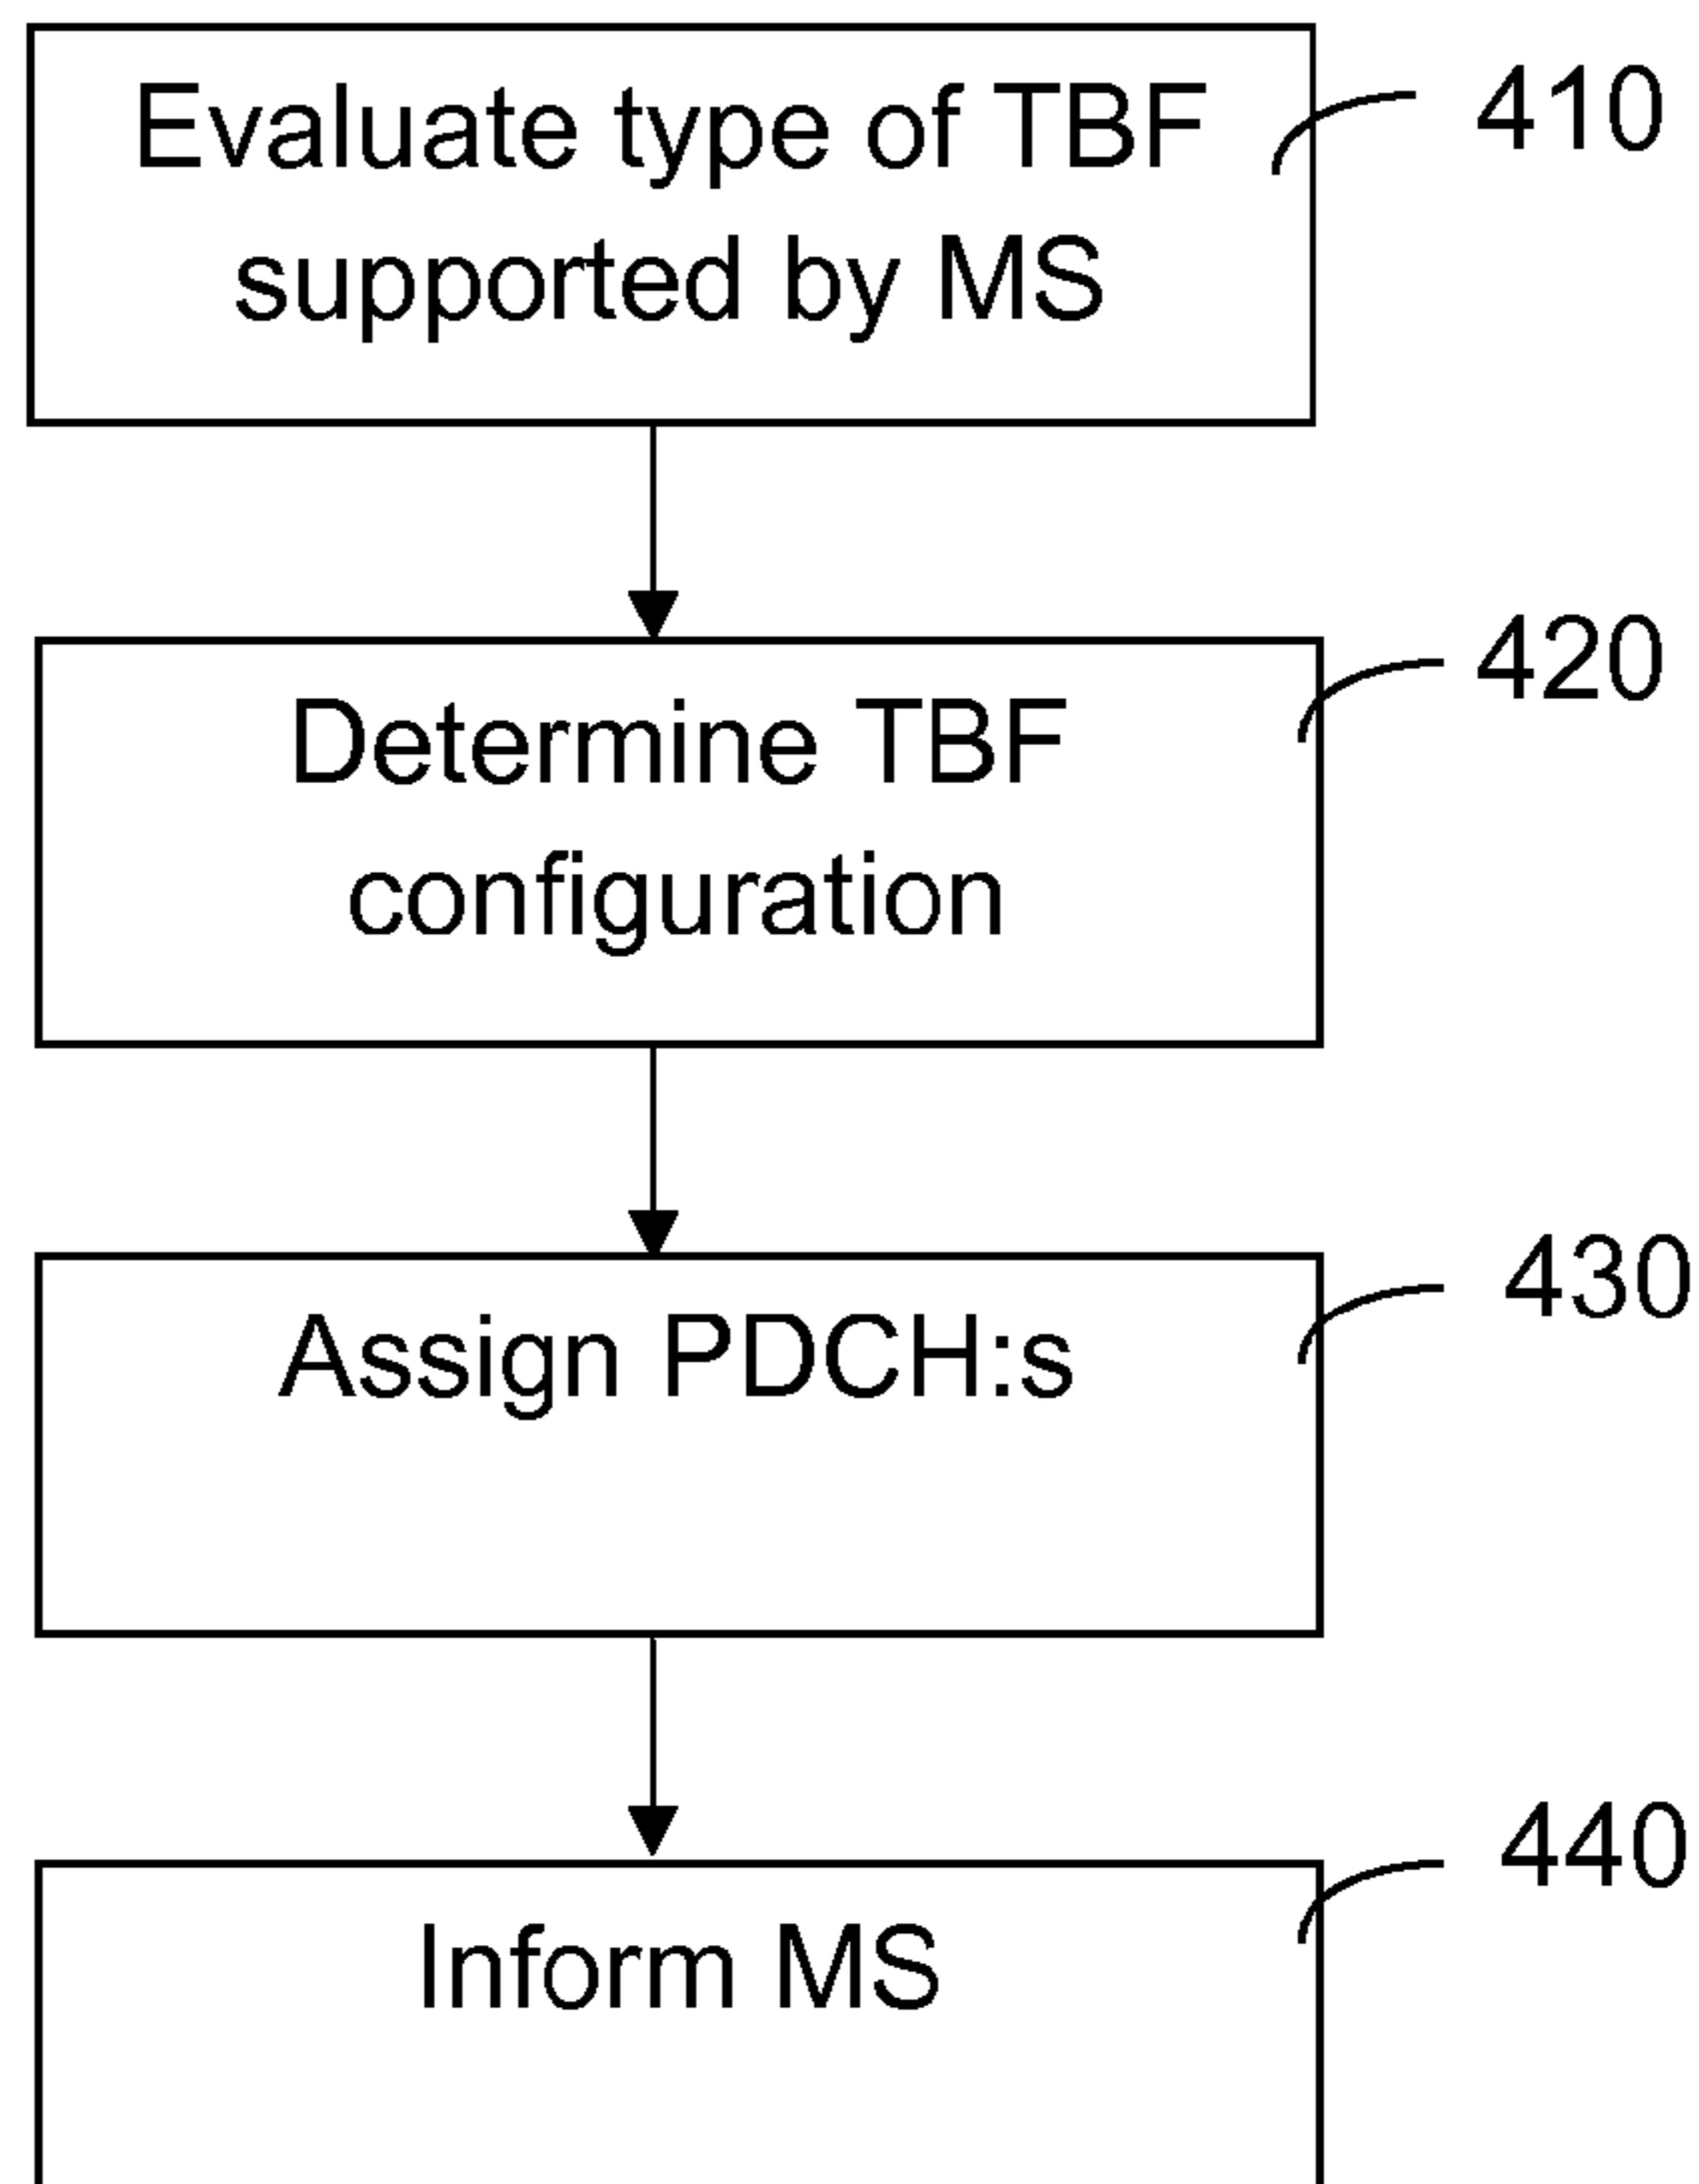 Evaluate type of TBF
supported by MS
410
Determine TBF
configuration
420
Assign PDCH:s
430
Inform MS
440